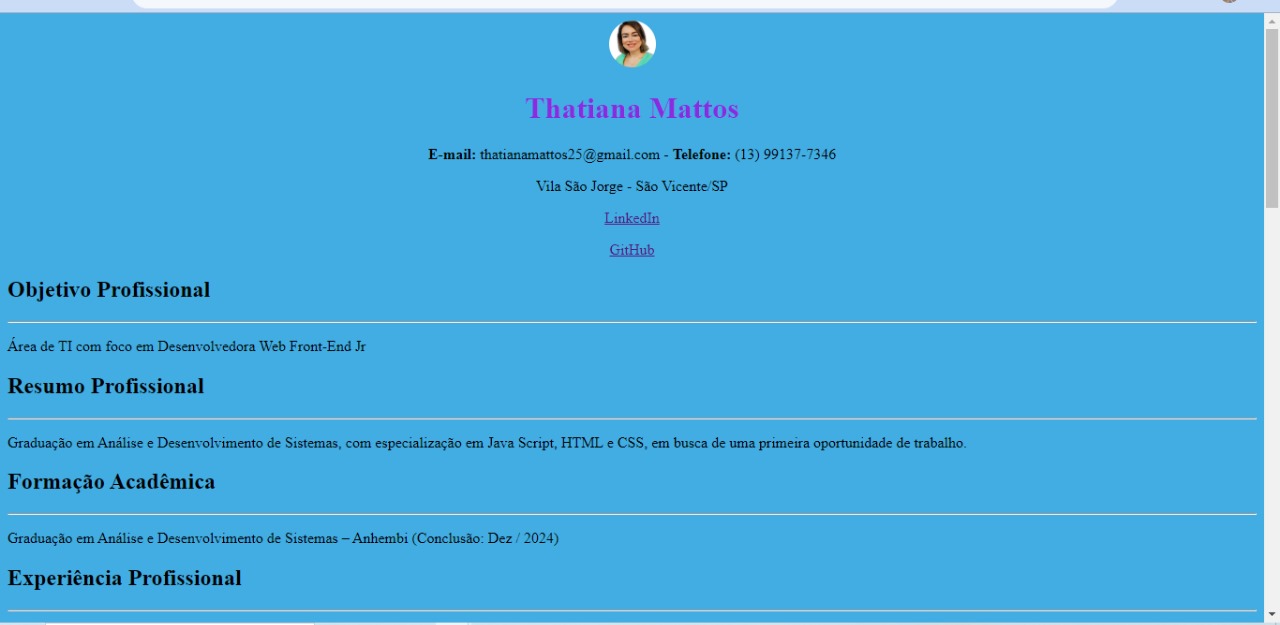 Thatiana Mattos
E-mail: thatianamattos25@gmail.com - Telefone: (13) 99137-7346
Vila São Jorge - São Vicente/SP
LinkedIn
GitHub
Objetivo Profissional
Área de TI com foco em Desenvolvedora Web Front-End Jr
Resumo Profissional
Graduação em Análise e Desenvolvimento de Sistemas, com especialização em Java Script, HTML e CSS, em busca de uma primeira oportunidade de trabalho.
Formação Acadêmica
Graduação em Análise e Desenvolvimento de Sistemas – Anhembi (Conclusão: Dez / 2024)
Experiência Profissional